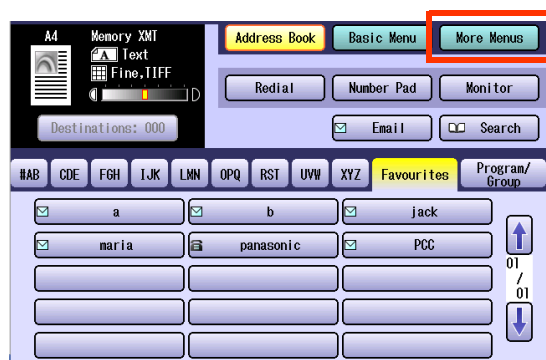 A4 Memory XMT
A Text
Fine,TIFF
D
Destinations: 000
Address Book Basic Menu More Menus
Redial Number Pad Monitor
Email Search
#AB CDE FGH IJK LMN OPQ RST UVW XYZ Favourites Program/
Group
a b jack
maria panasonic PCC
01
/
01